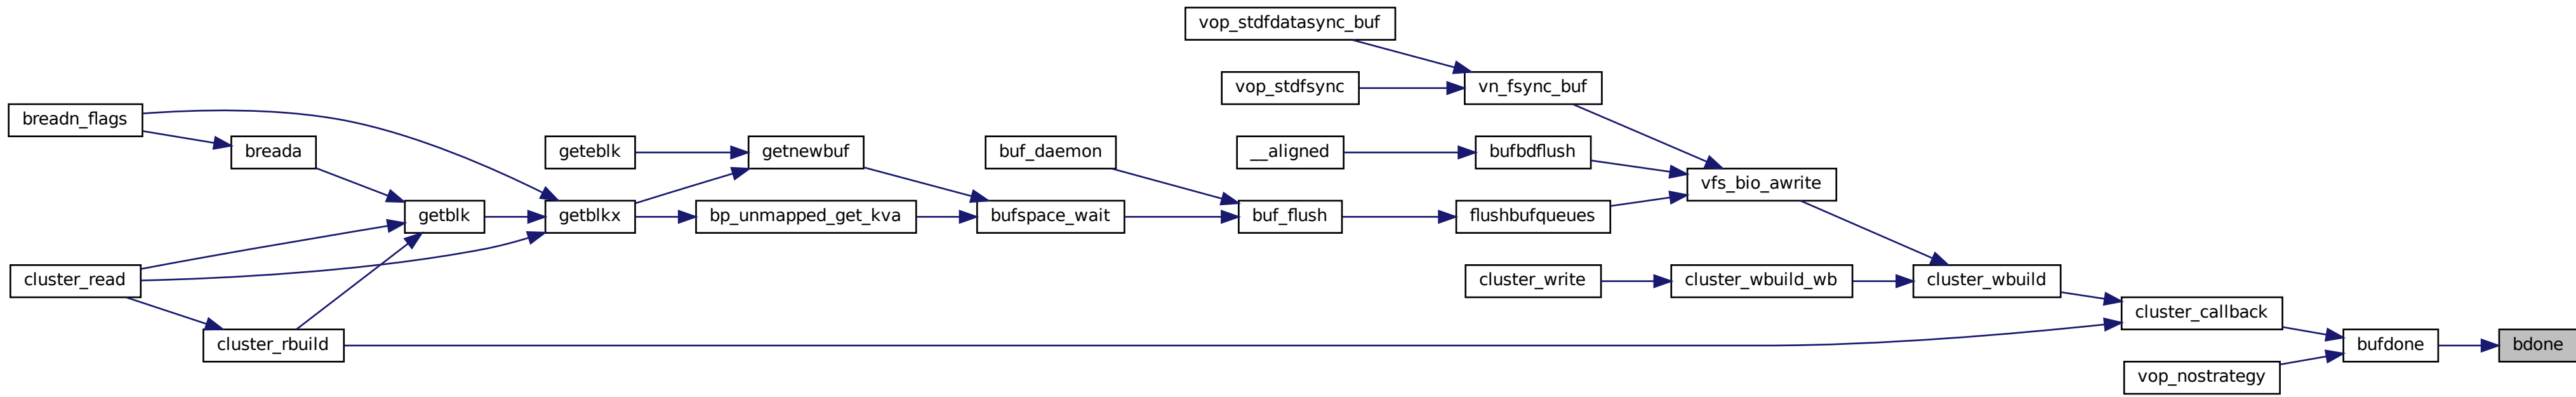 vop_stdfdatasync_buf
vop_stdfsync
vn_fsync_buf
breadn_flags
breada
geteblk
getnewbuf
buf_daemon
__aligned
bufbdflush
vfs_bio_awrite
getblk
getblkx
bp_unmapped_get_kva
bufspace_wait
buf_flush
flushbufqueues
cluster_read
cluster_write
cluster_wbuild_wb
cluster_wbuild
cluster_callback
cluster_rbuild
bufdone
bdone
vop_nostrategy